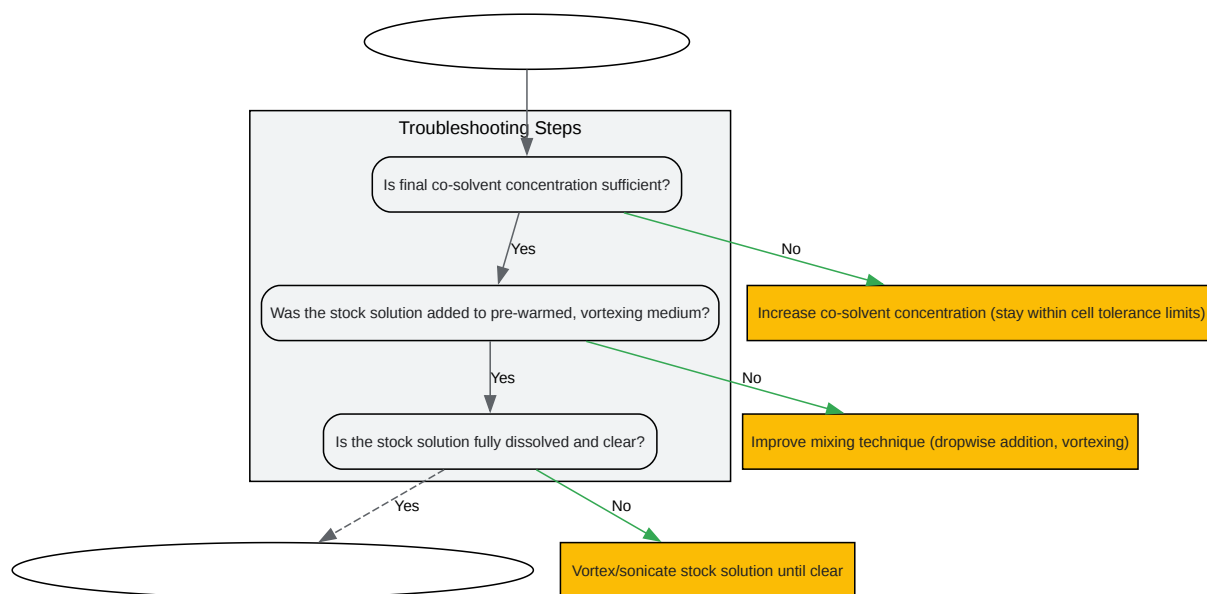 Troubleshooting Steps
Is final co-solvent concentration sufficient?
Yes
No
Was the stock solution added to pre-warmed, vortexing medium?
Increase co-solvent concentration (stay within cell tolerance limits)
Yes
No
Is the stock solution fully dissolved and clear?
Improve mixing technique (dropwise addition, vortexing)
Yes
No
Vortex/sonicate stock solution until clear